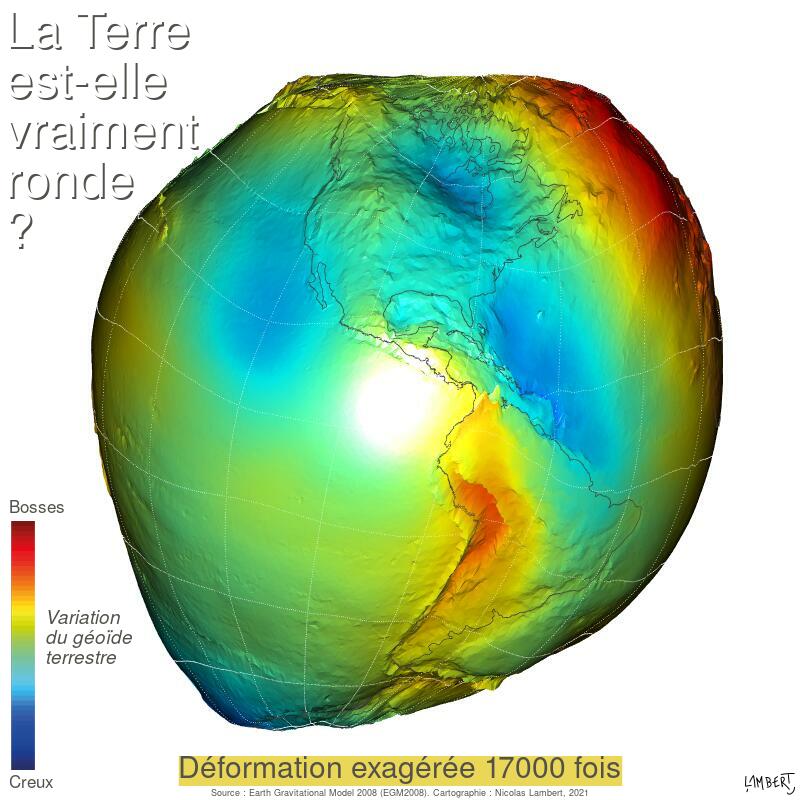 La Terre
est-elle
vraiment
ronde
?
Bosses
Variation
du géoïde
terrestre
Creux
Déformation exagérée 17000 fois
Source : Earth Gravitational Model 2008 (EGM2008). Cartographie : Nicolas Lambert, 2021
LAMBERT